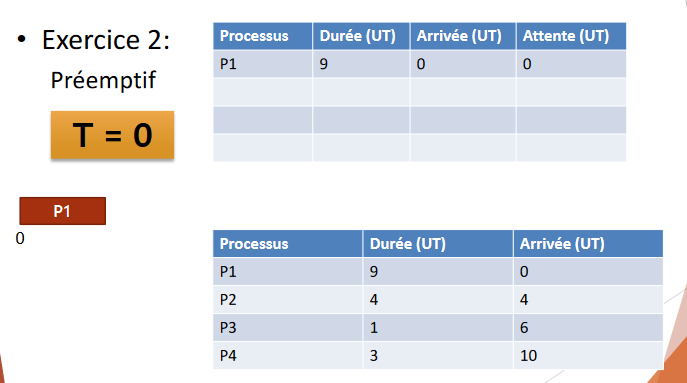 • Exercice 2:
Préemptif
T = 0
Processus Durée (UT) Arrivée (UT) Attente (UT)
P1 9 0 0
P1
0
Processus Durée (UT) Arrivée (UT)
P1 9 0
P2 4 4
P3 1 6
P4 3 10